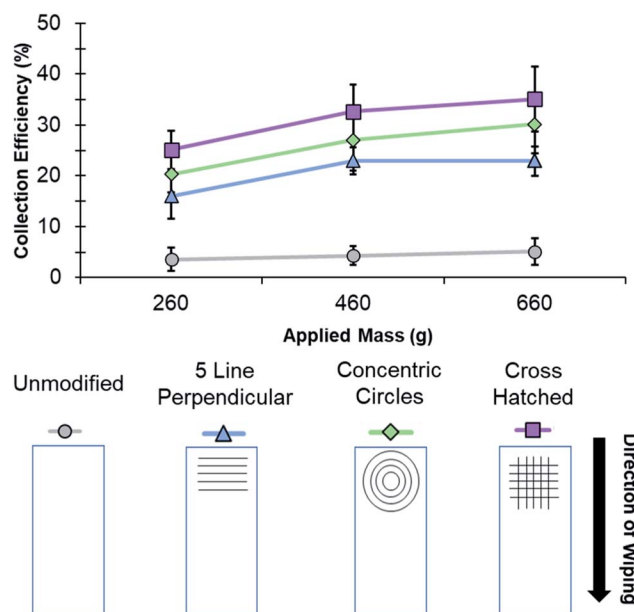 50
40
30
20
10
0
Collection Efficiency (%)
260 460 660
Applied Mass (g)
Unmodified
5 Line
Perpendicular
Concentric
Circles
Cross
Hatched
Direction of Wiping